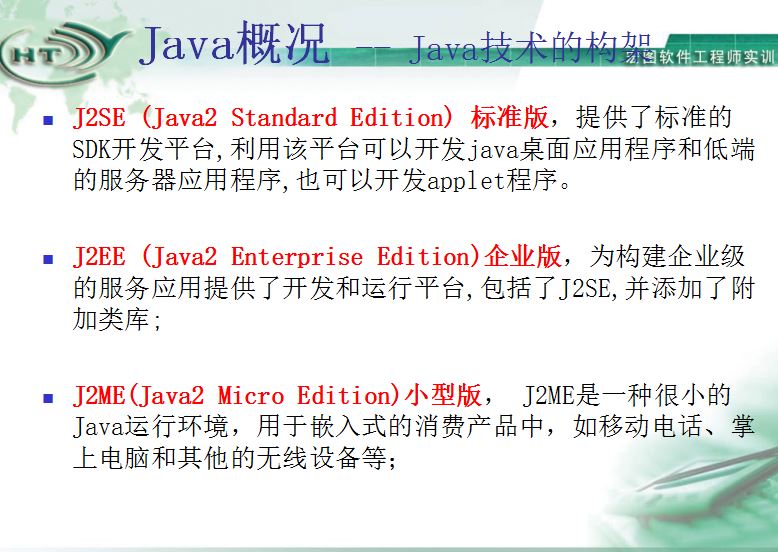 HT
Java概况 -- Java技术的构架
宏图软件工程师实训
J2SE (Java2 Standard Edition) 标准版，提供了标准的
SDK开发平台,利用该平台可以开发java桌面应用程序和低端
的服务器应用程序,也可以开发applet程序。
J2EE (Java2 Enterprise Edition)企业版，为构建企业级
的服务应用提供了开发和运行平台,包括了J2SE,并添加了附
加类库;
J2ME(Java2 Micro Edition)小型版， J2ME是一种很小的
Java运行环境，用于嵌入式的消费产品中，如移动电话、掌
上电脑和其他的无线设备等；